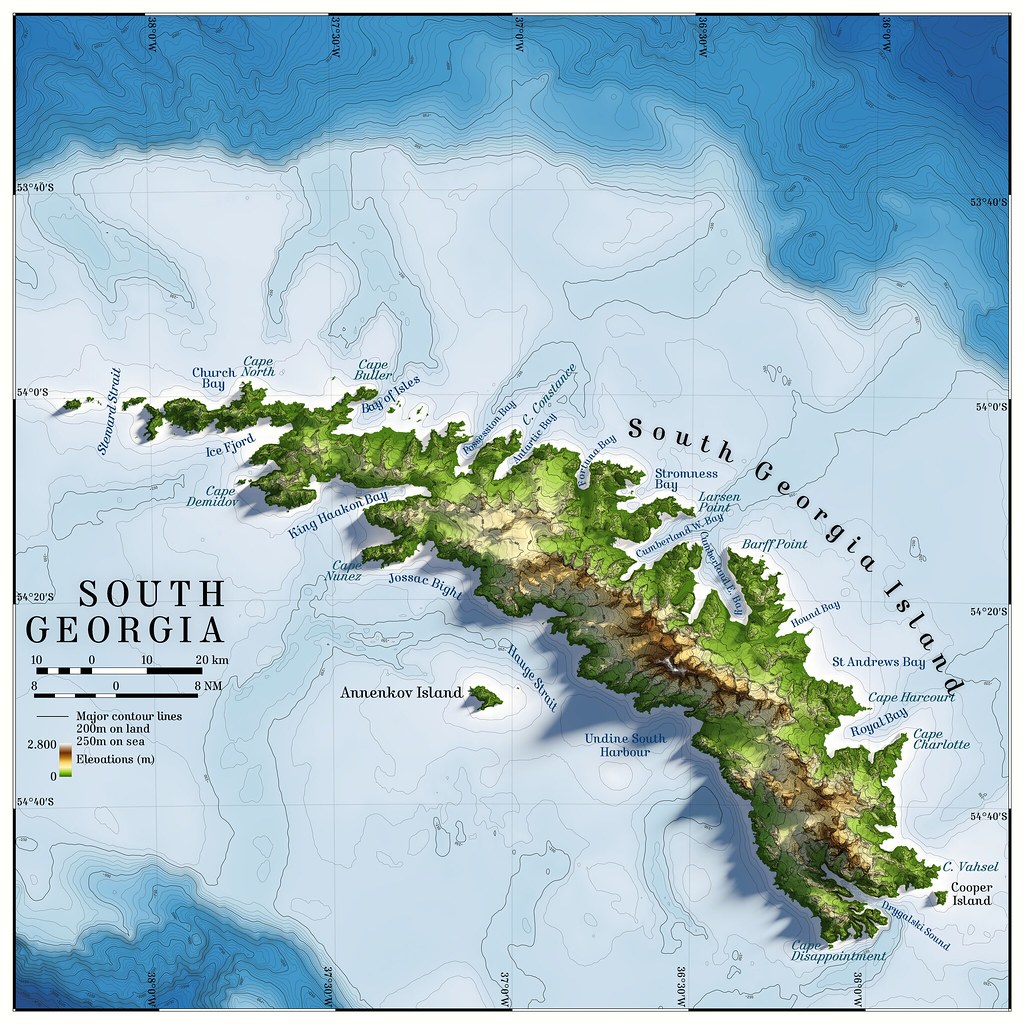 38°0'W
37°30'W
37°0'W
36°30'W
36°0'W
53°40'S
53°40'S
Cape
North
Church
Bay
Cape
Buller
Steward Strait
Bay of Isles
54°0'S
54°0'S
C. Constance
Possession Bay
Antarctic Bay
South Georgia Island
Ice Fjord
Fortuna Bay
Stromness
Bay
Cape
Demidov
King Haakon Bay
Larsen
Point
Cumberland W. Bay
Cumberland E. Bay
Barff Point
Cape
Nunez
Jossac Bight
SOUTH
GEORGIA
54°20'S
54°20'S
Hound Bay
10 0 10 20 km
8 0 8 NM
Hauge Strait
St Andrews Bay
Annenkov Island
Cape Harcourt
Royal Bay
Major contour lines
200m on land
250m on sea
2.800
Elevations (m)
0
Undine South
Harbour
Cape
Charlotte
54°40'S
54°40'S
C. Vahsel
Cooper
Island
Drygalski Sound
Cape
Disappointment
38°0'W
37°30'W
37°0'W
36°30'W
36°0'W